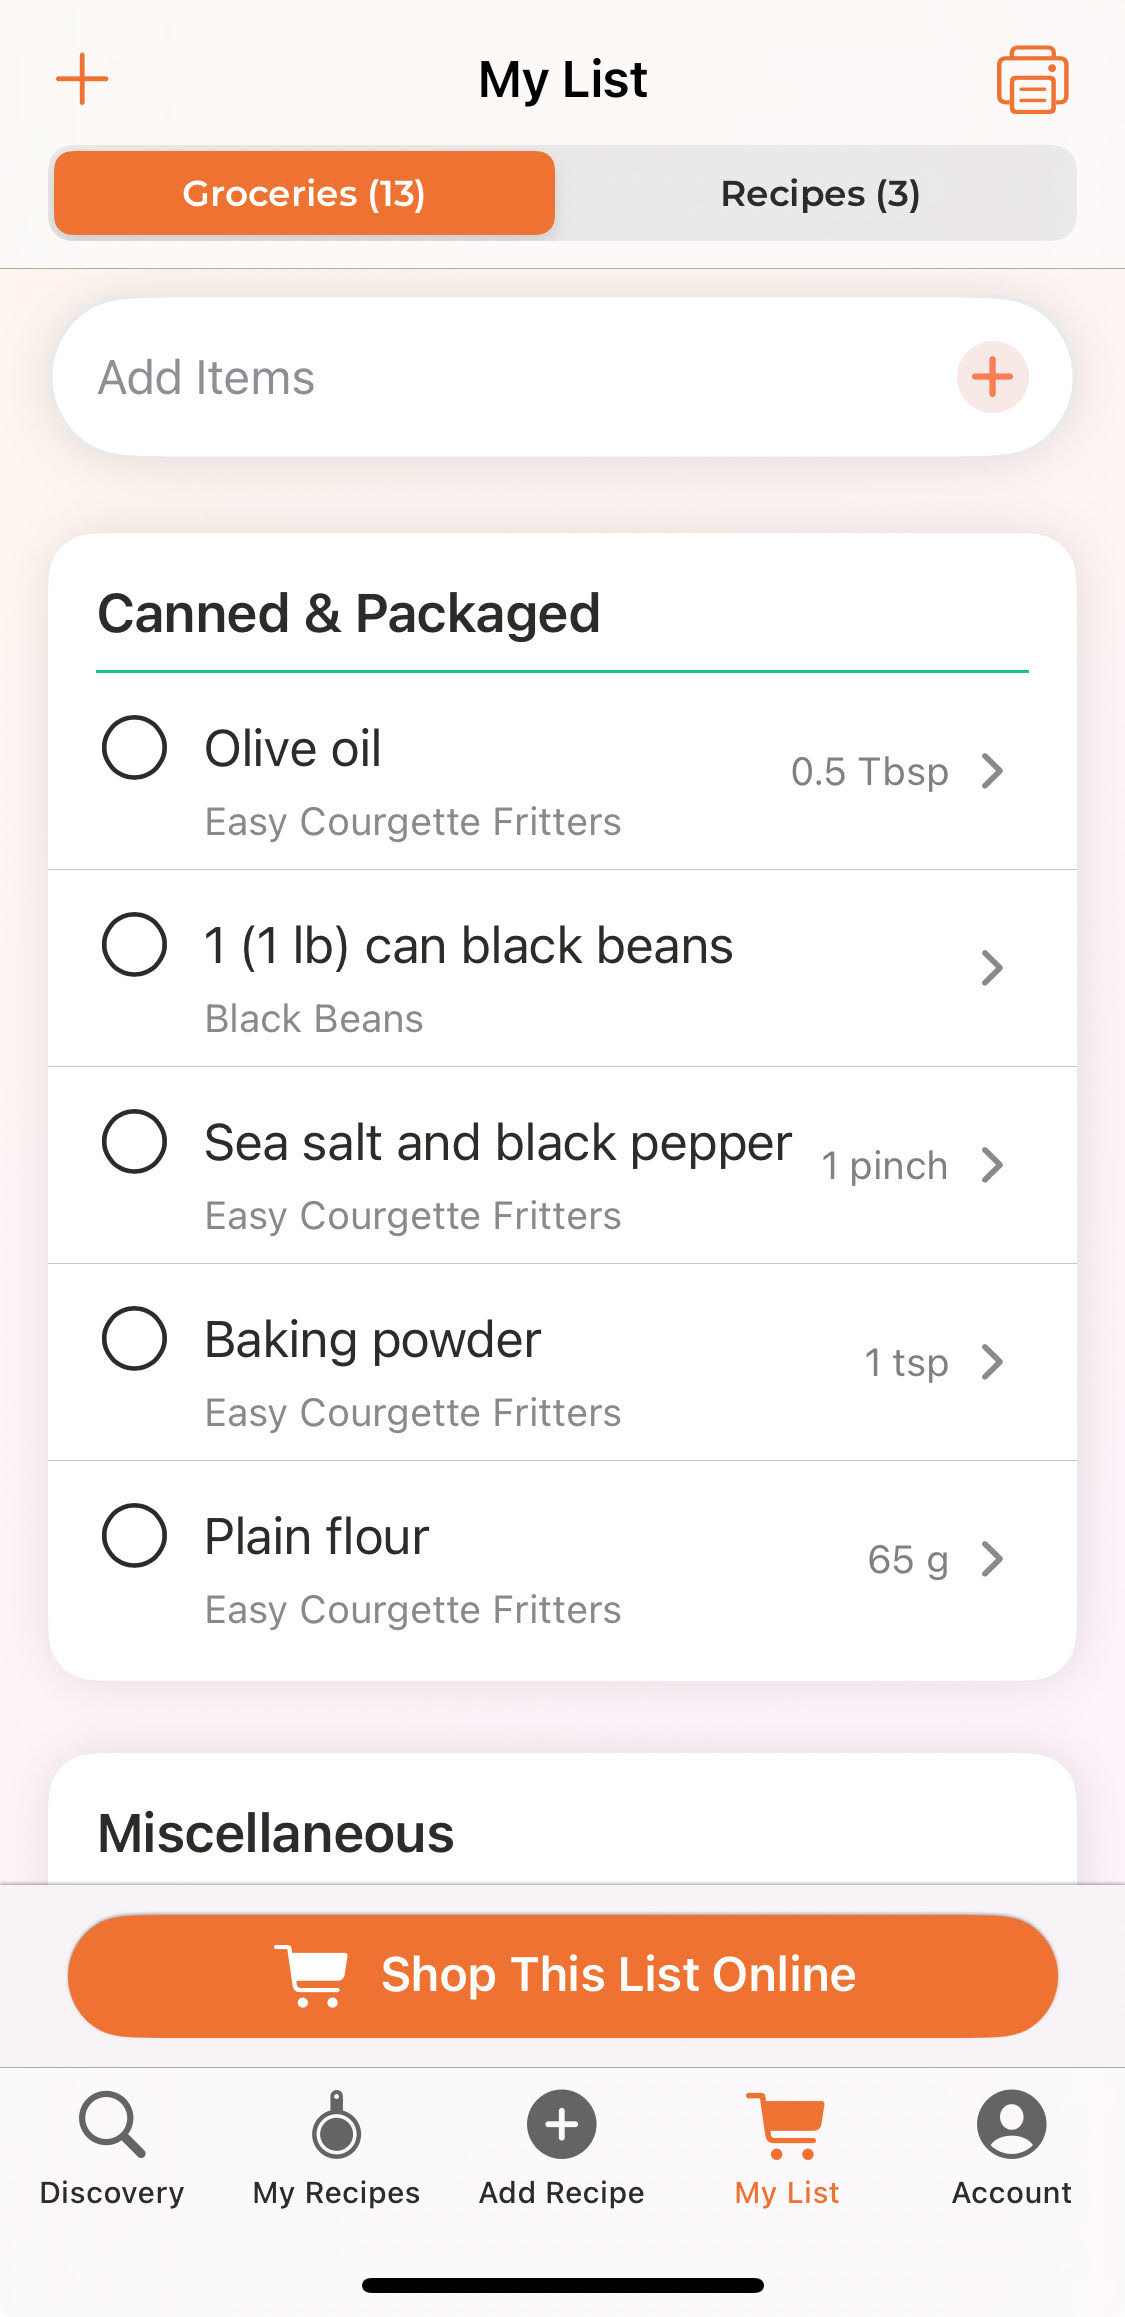 My List
Groceries (13)
Recipes (3)
Add Items
Canned & Packaged
Olive oil
0.5 Tbsp
Easy Courgette Fritters
1 (1 lb) can black beans
Black Beans
Sea salt and black pepper
1 pinch
Easy Courgette Fritters
Baking powder
1 tsp
Easy Courgette Fritters
Plain flour
65 g
Easy Courgette Fritters
Miscellaneous
Shop This List Online
Discovery
My Recipes
Add Recipe
My List
Account